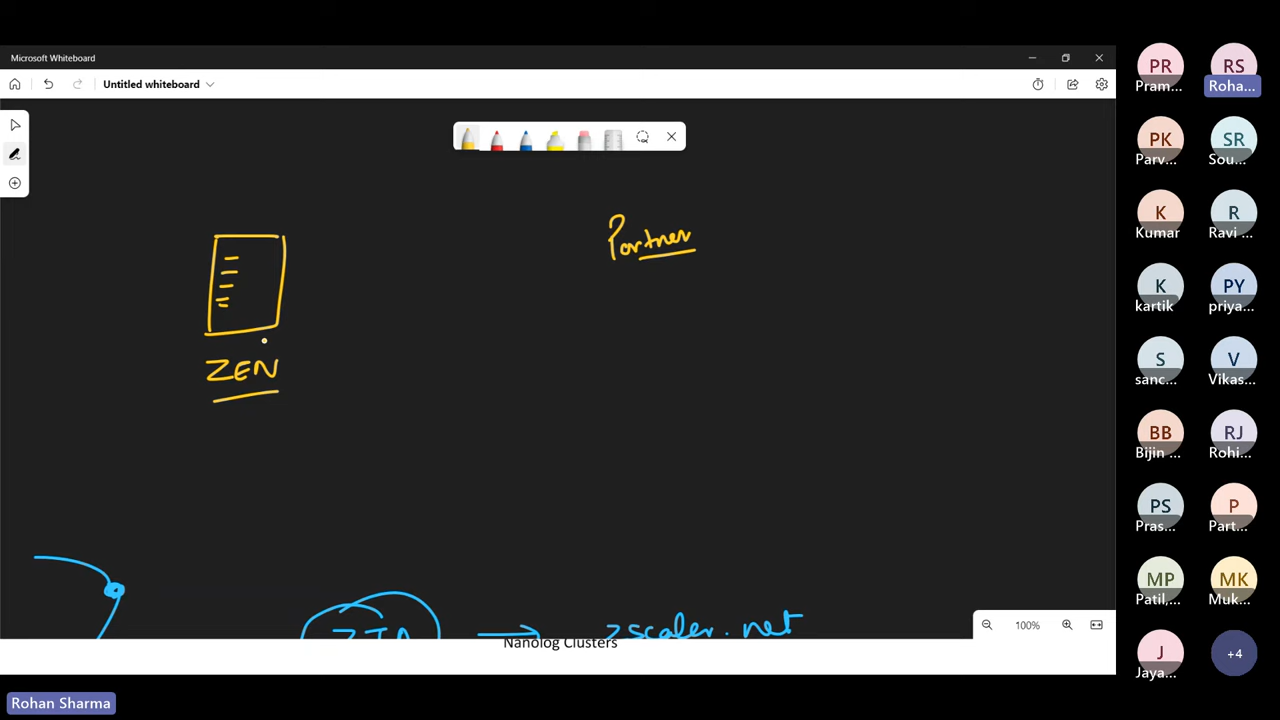 Microsoft Whiteboard
Untitled whiteboard
Partner
ZEN
ZIA
→ zscaler.net
Nanolog Clusters
100%
PR
Pram...
RS
Roha...
PK
Parv...
SR
Sou...
K
Kumar
R
Ravi ...
K
kartik
PY
priya...
S
sanc...
V
Vikas...
BB
Bijin ...
RJ
Rohi...
PS
Pras...
P
Part...
MP
Patil,...
MK
Muk...
J
Jaya...
+4
Rohan Sharma